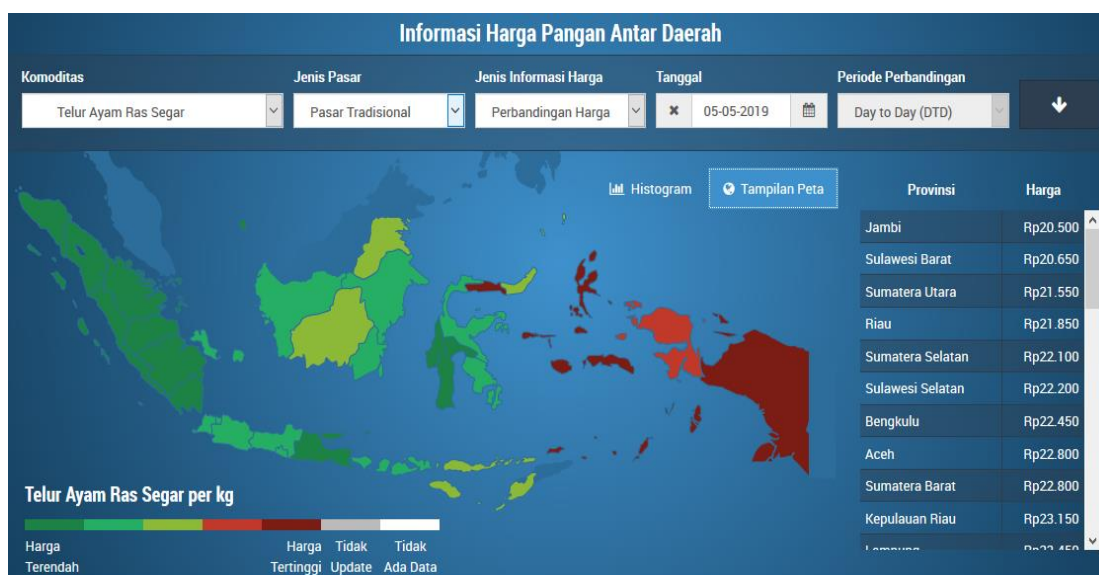 Informasi Harga Pangan Antar Daerah
Komoditas Jenis Pasar Jenis Informasi Harga Tanggal Periode Perbandingan
Telur Ayam Ras Segar Pasar Tradisional Perbandingan Harga 05-05-2019 Day to Day (DTD)
Histogram Tampilan Peta
Provinsi Harga
Jambi Rp20.500
Sulawesi Barat Rp20.650
Sumatera Utara Rp21.550
Riau Rp21.850
Sumatera Selatan Rp22.100
Sulawesi Selatan Rp22.200
Bengkulu Rp22.450
Aceh Rp22.800
Sumatera Barat Rp22.800
Kepulauan Riau Rp23.150
Telur Ayam Ras Segar per kg
Harga Terendah
Harga Tertinggi
Tidak Update
Tidak Ada Data